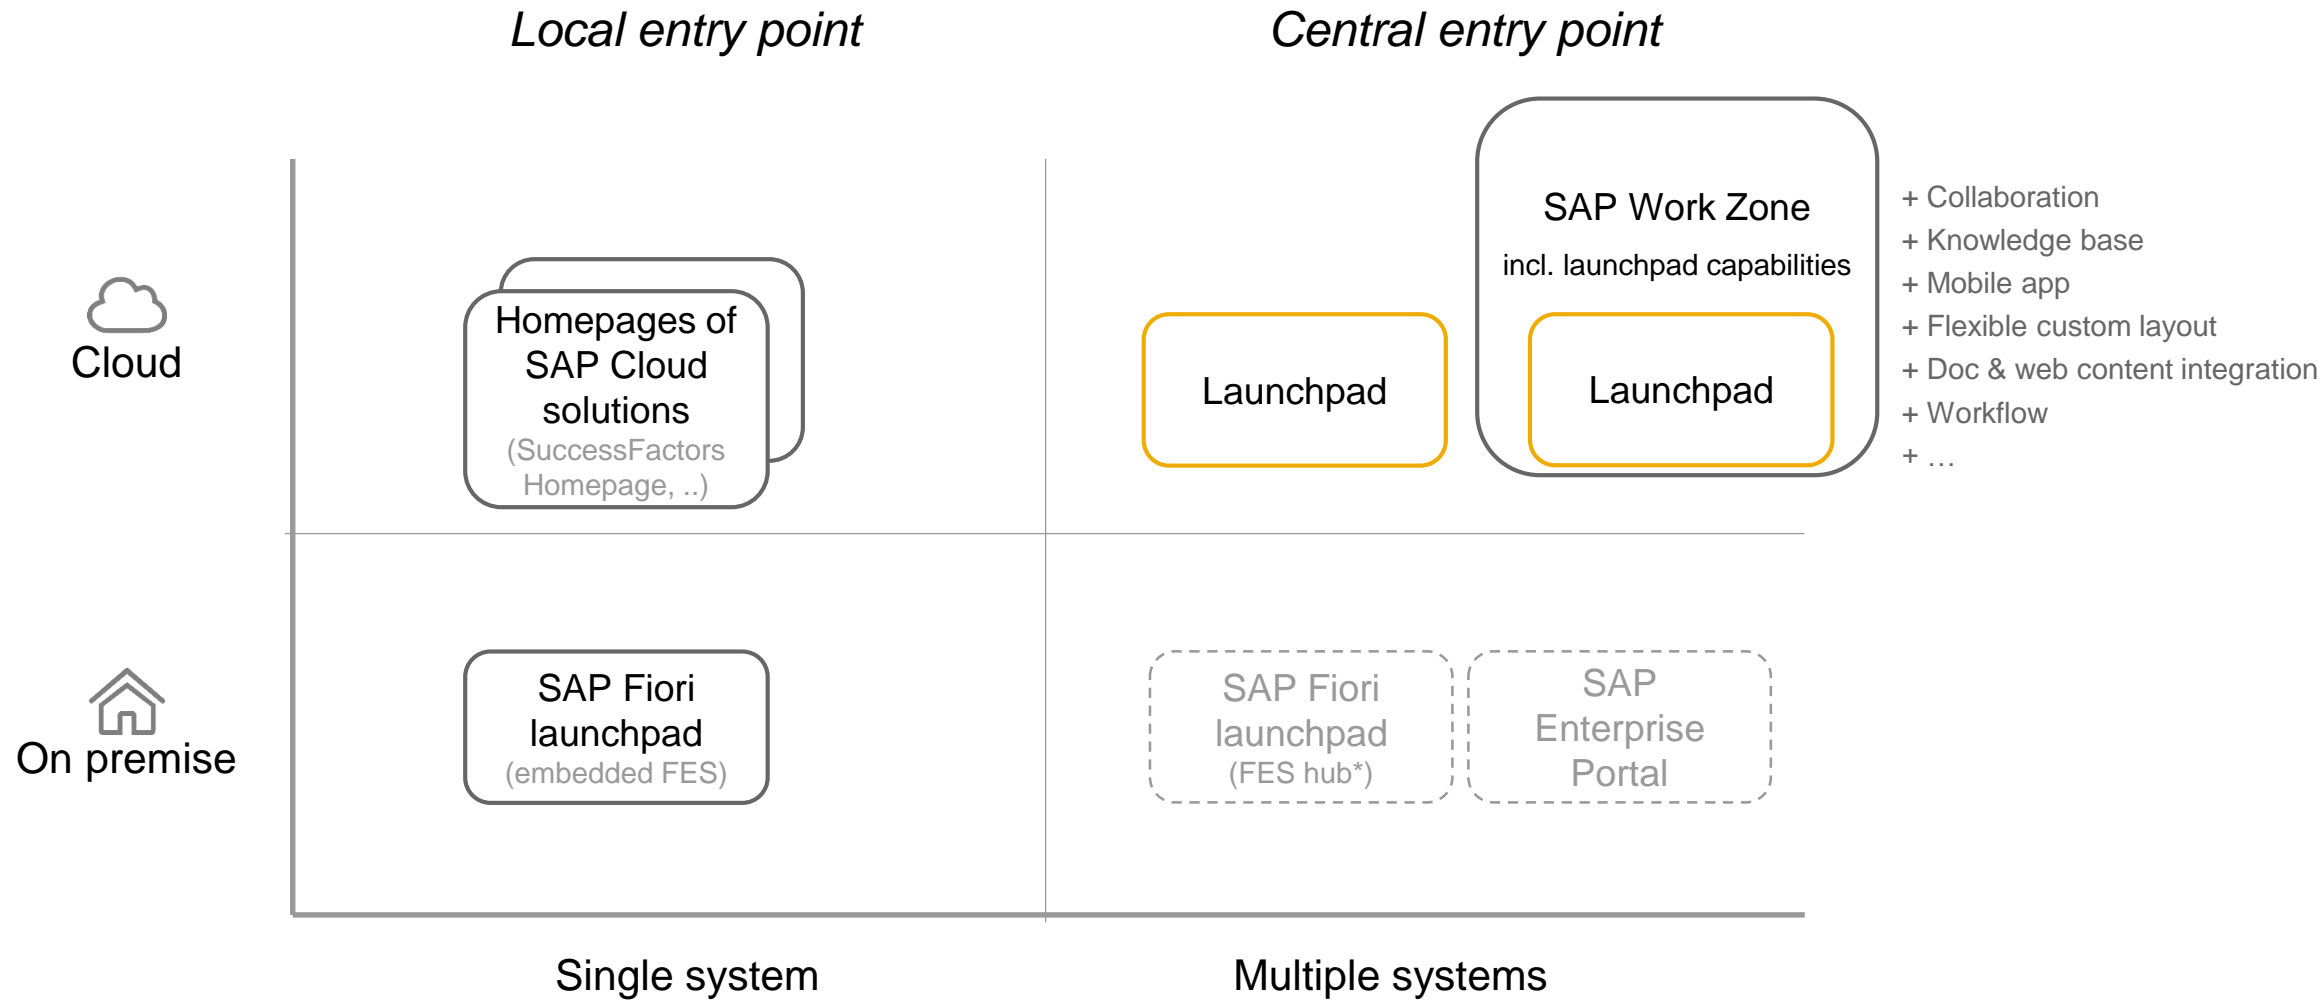 Local entry point
Central entry point
Cloud
Homepages of
SAP Cloud
solutions
(SuccessFactors
Homepage, ..)
Launchpad
SAP Work Zone
incl. launchpad capabilities
Launchpad
+ Collaboration
+ Knowledge base
+ Mobile app
+ Flexible custom layout
+ Doc & web content integration
+ Workflow
+ …
On premise
SAP Fiori
launchpad
(embedded FES)
SAP Fiori
launchpad
(FES hub*)
SAP
Enterprise
Portal
Single system
Multiple systems